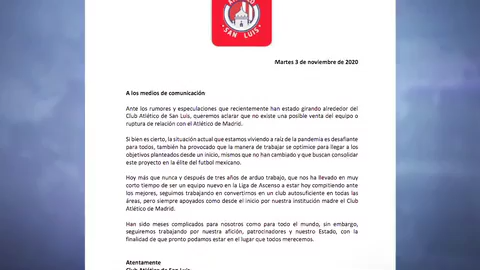 SAN LUIS
Martes 3 de noviembre de 2020
A los medios de comunicación
Ante los rumores y especulaciones que recientemente han estado girando alrededor del
Club Atlético de San Luis, queremos aclarar que no existe una posible venta del equipo o
ruptura de relación con el Atlético de Madrid.
Si bien es cierto, la situación actual que estamos viviendo a raíz de la pandemia es desafiante
para todos, también ha provocado que la manera de trabajar se optimice para llegar a los
objetivos planteados desde un inicio, mismos que no han cambiado y que buscan consolidar
este proyecto en la élite del futbol mexicano.
Hoy más que nunca y después de tres años de arduo trabajo, que nos ha llevado en muy
corto tiempo de ser un equipo nuevo en la Liga de Ascenso a estar hoy compitiendo ante
los mejores, seguimos trabajando en convertirnos en un club autosuficiente en todas las
áreas, pero siempre apoyados como desde el inicio por nuestra institución madre el Club
Atlético de Madrid.
Han sido meses complicados para nosotros como para todo el mundo, sin embargo,
seguiremos trabajando por nuestra afición, patrocinadores y nuestro Estado, con la
finalidad de que pronto podamos estar en el lugar que todos merecemos.
Atentamente
Club Atlético de San Luis